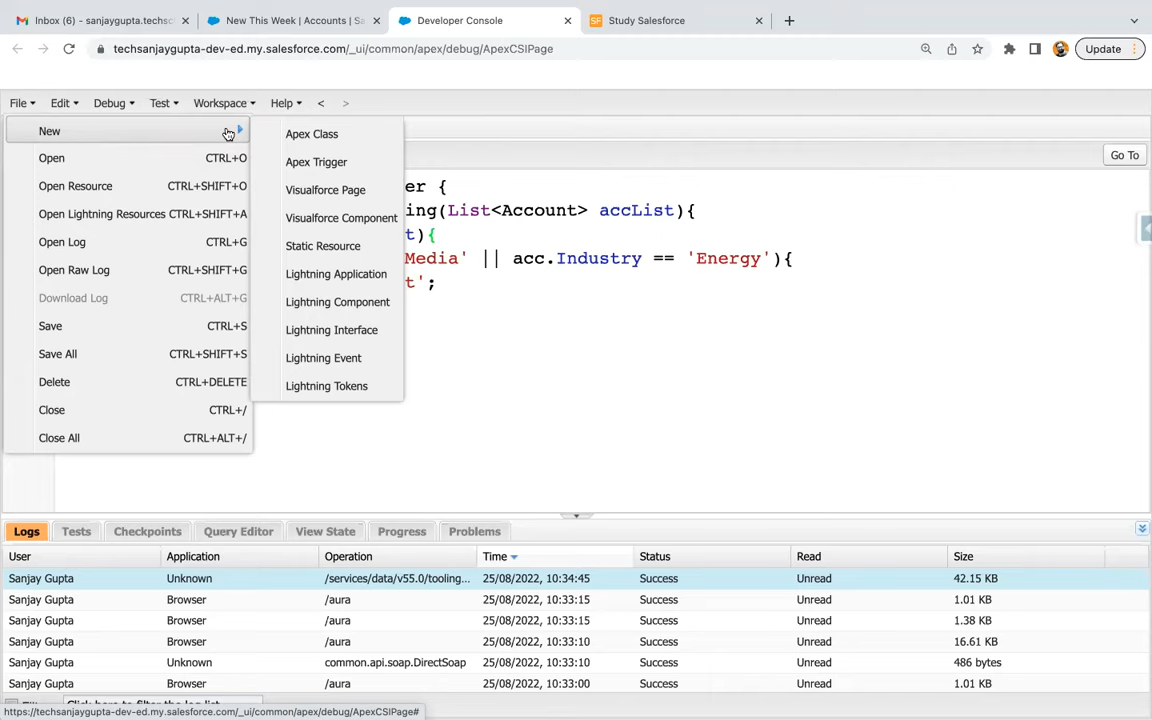 Inbox (6) - sanjaygupta.techsc
New This Week | Accounts | Sa
Developer Console
Study Salesforce
techsanjaygupta-dev-ed.my.salesforce.com/_ui/common/apex/debug/ApexCSIPage
Update
File Edit Debug Test Workspace Help < >
New
Open CTRL+O
Open Resource CTRL+SHIFT+O
Open Lightning Resources CTRL+SHIFT+A
Open Log CTRL+G
Open Raw Log CTRL+SHIFT+G
Download Log CTRL+ALT+G
Save CTRL+S
Save All CTRL+SHIFT+S
Delete CTRL+DELETE
Close CTRL+/
Close All CTRL+ALT+/
Apex Class
Apex Trigger
Visualforce Page
Visualforce Component
Static Resource
Lightning Application
Lightning Component
Lightning Interface
Lightning Event
Lightning Tokens
Go To
er {
ing(List<Account> accList){
t){
Media' || acc.Industry == 'Energy'){
t';
Logs Tests Checkpoints Query Editor View State Progress Problems
User Application Operation Time Status Read Size
Sanjay Gupta Unknown /services/data/v55.0/tooling... 25/08/2022, 10:34:45 Success Unread 42.15 KB
Sanjay Gupta Browser /aura 25/08/2022, 10:33:15 Success Unread 1.01 KB
Sanjay Gupta Browser /aura 25/08/2022, 10:33:15 Success Unread 1.38 KB
Sanjay Gupta Browser /aura 25/08/2022, 10:33:10 Success Unread 16.61 KB
Sanjay Gupta Unknown common.api.soap.DirectSoap 25/08/2022, 10:33:10 Success Unread 486 bytes
Sanjay Gupta Browser /aura 25/08/2022, 10:33:00 Success Unread 1.01 KB
Click here to filter the log list
https://techsanjaygupta-dev-ed.my.salesforce.com/_ui/common/apex/debug/ApexCSIPage#